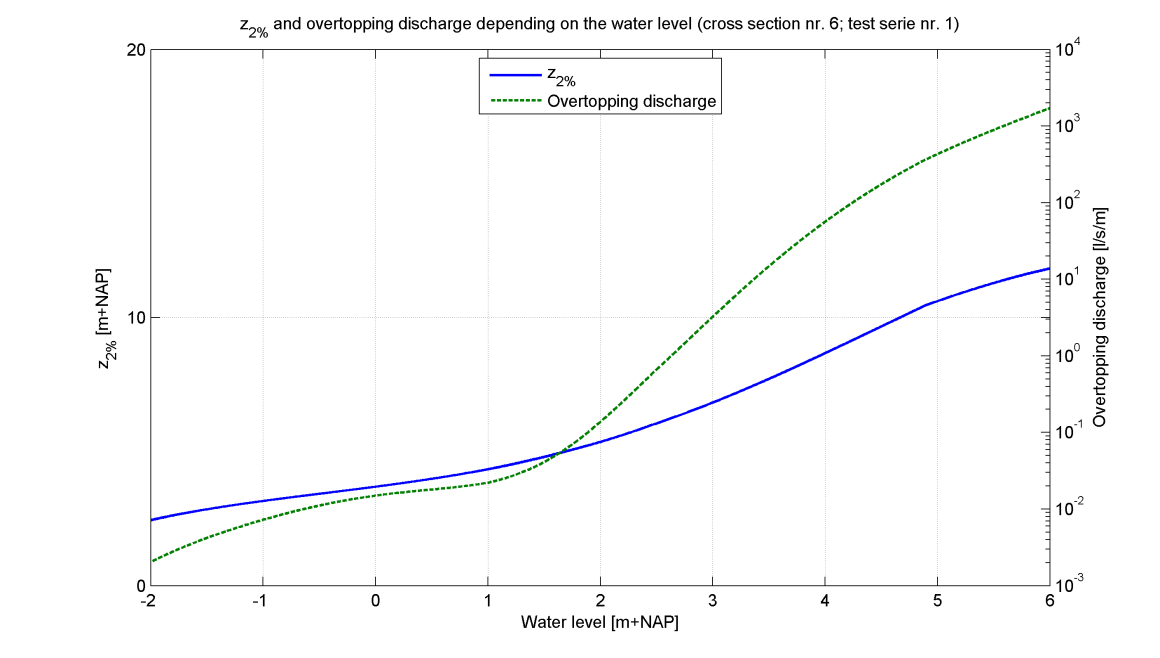 z2% and overtopping discharge depending on the water level (cross section nr. 6; test serie nr. 1)
z2%
Overtopping discharge
20
10
0
z2% [m+NAP]
10^4
10^3
10^2
10^1
10^0
10^-1
10^-2
10^-3
Overtopping discharge [l/s/m]
-2 -1 0 1 2 3 4 5 6
Water level [m+NAP]